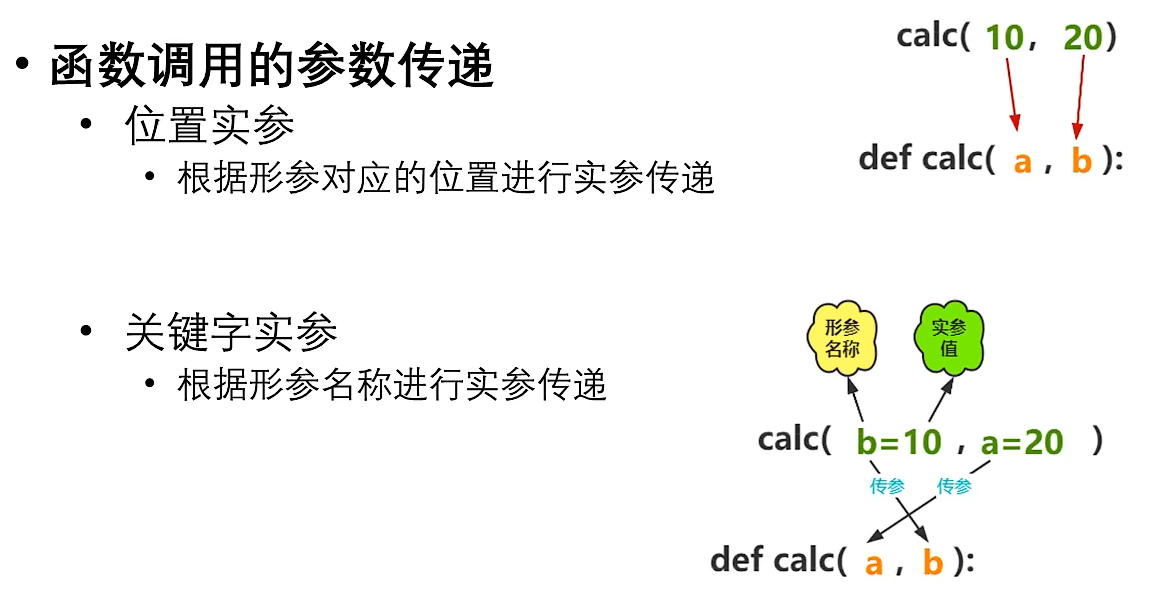 • 函数调用的参数传递
• 位置实参
• 根据形参对应的位置进行实参传递
calc( 10, 20)
def calc( a , b ):
• 关键字实参
• 根据形参名称进行实参传递
形参
名称
实参
值
calc( b=10 , a=20 )
传参 传参
def calc( a , b ):